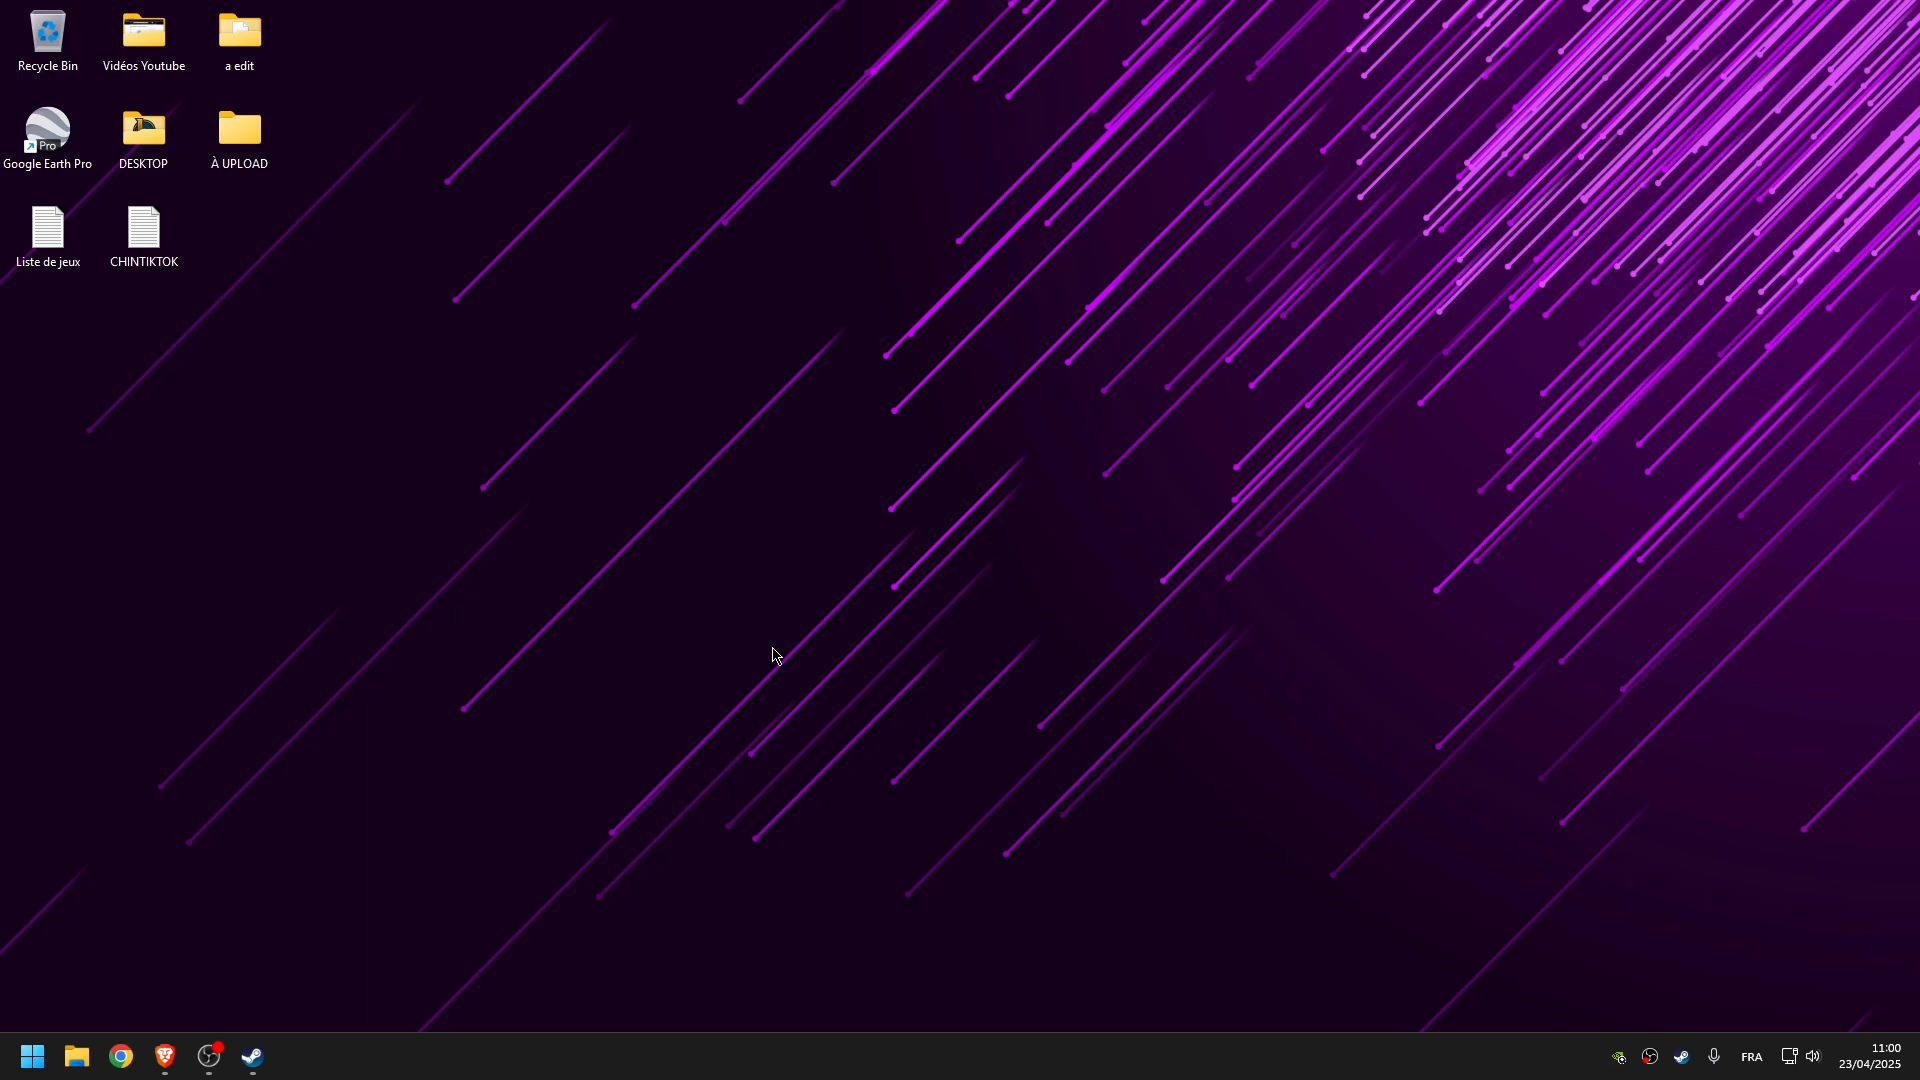 Recycle Bin
Vidéos Youtube
a edit
Pro
Google Earth Pro
DESKTOP
À UPLOAD
Liste de jeux
CHINTIKTOK
FRA
11:00
23/04/2025